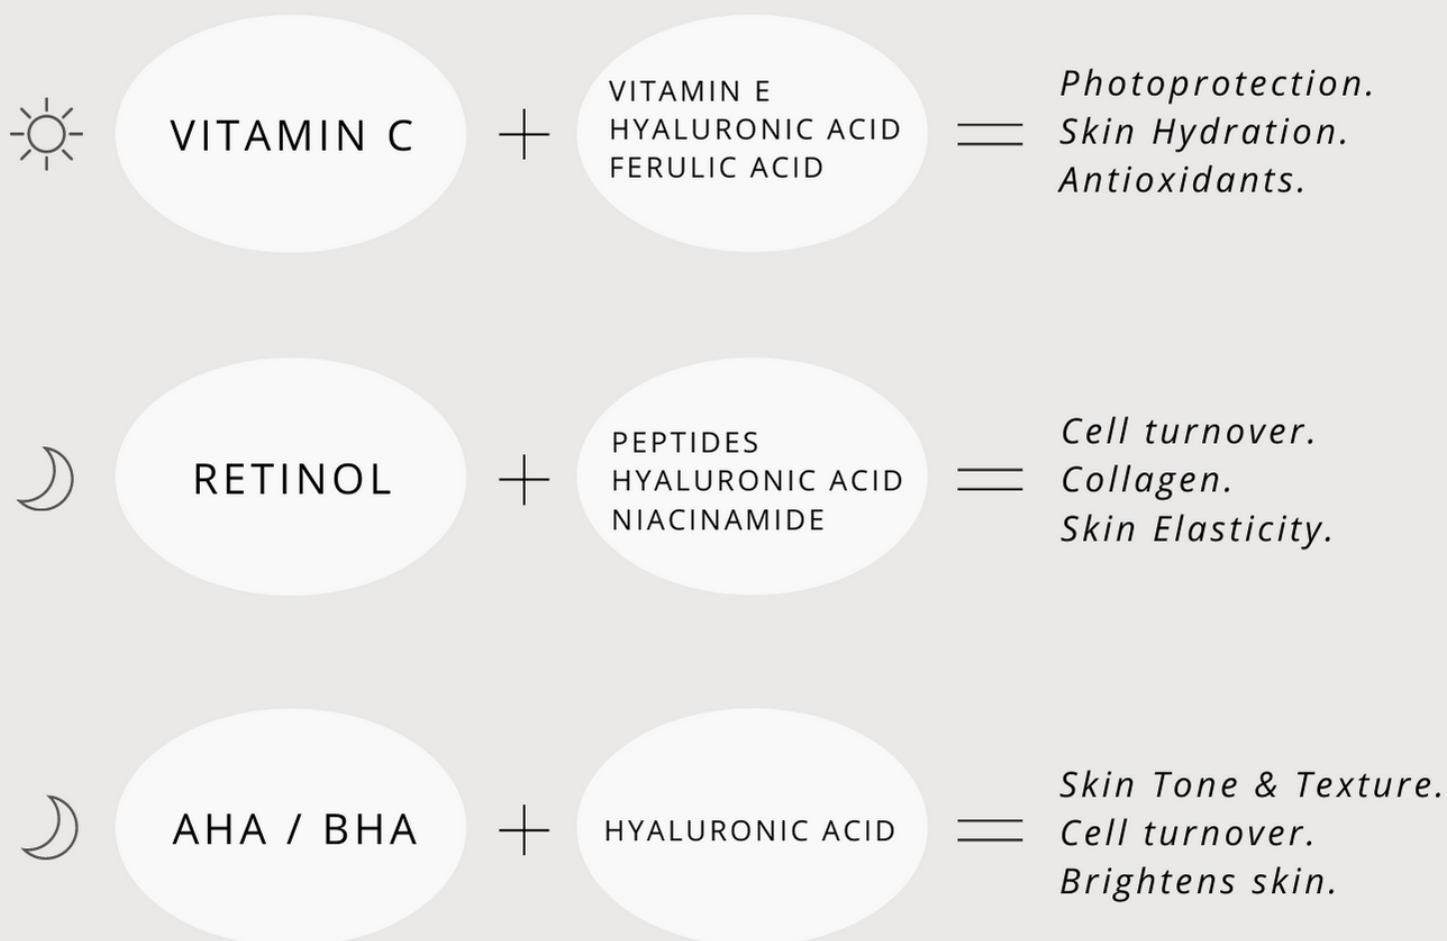 VITAMIN C
VITAMIN E
HYALURONIC ACID
FERULIC ACID
Photoprotection.
Skin Hydration.
Antioxidants.
RETINOL
PEPTIDES
HYALURONIC ACID
NIACINAMIDE
Cell turnover.
Collagen.
Skin Elasticity.
AHA / BHA
HYALURONIC ACID
Skin Tone & Texture.
Cell turnover.
Brightens skin.